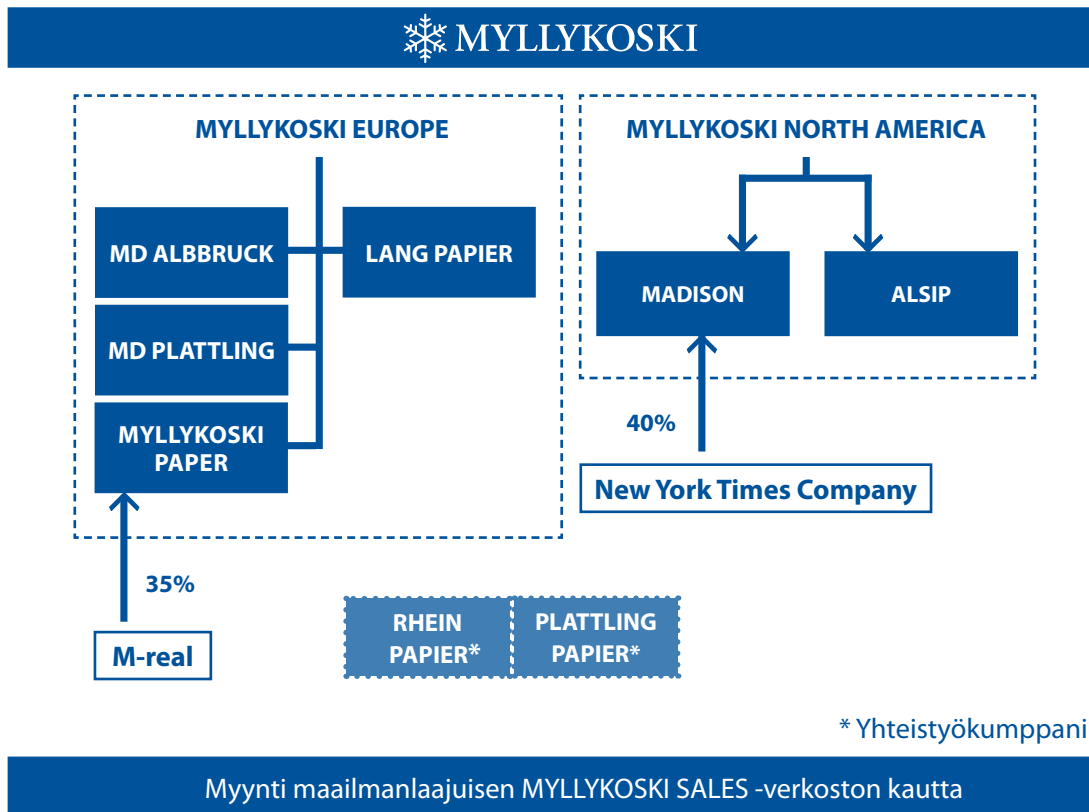 MYLLYKOSKI
MYLLYKOSKI EUROPE
MD ALBBRUCK
LANG PAPIER
MD PLATTLING
MYLLYKOSKI
PAPER
35%
M-real
MYLLYKOSKI NORTH AMERICA
MADISON
ALSIP
40%
New York Times Company
RHEIN
PAPIER*
PLATTLING
PAPIER*
* Yhteistyökumppani
Myynti maailmanlaajuisen MYLLYKOSKI SALES -verkoston kautta